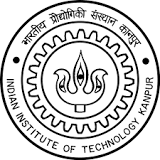 भारतीय प्रौद्योगिकी संस्थान कानपुर
INDIAN INSTITUTE OF TECHNOLOGY KANPUR